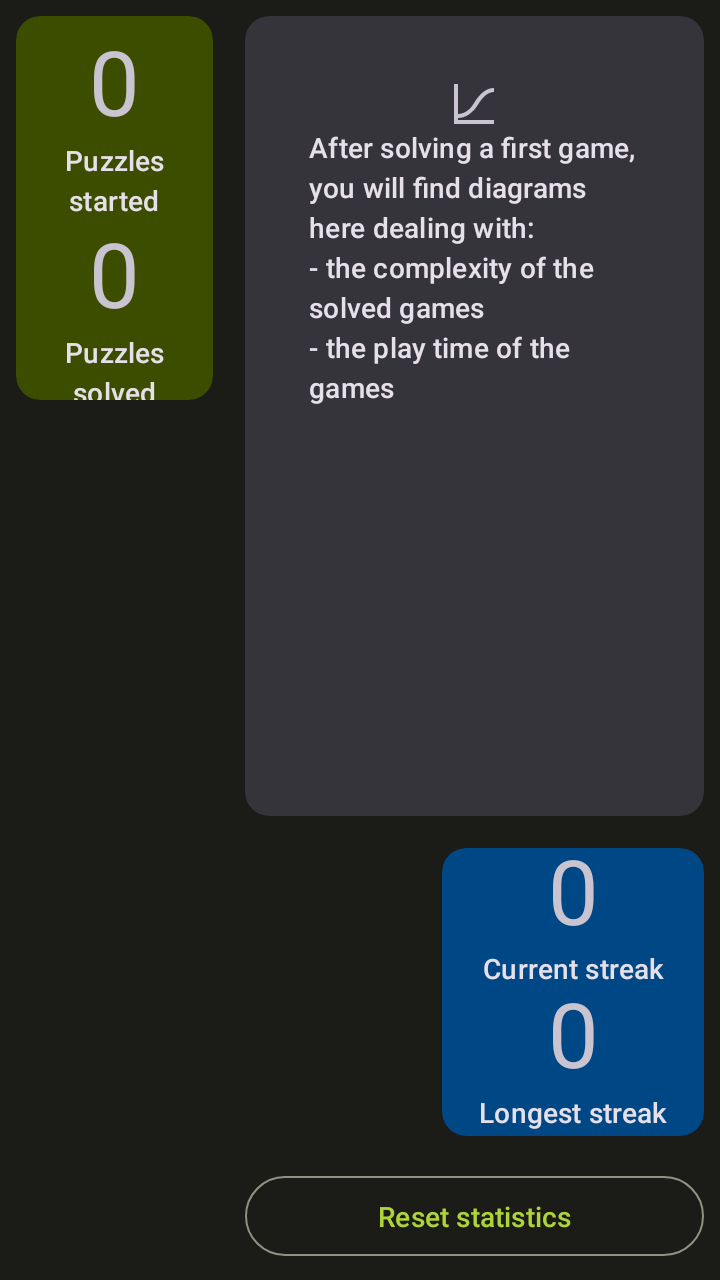 0
Puzzles
started
0
Puzzles
solved
After solving a first game,
you will find diagrams
here dealing with:
- the complexity of the
solved games
- the play time of the
games
0
Current streak
0
Longest streak
Reset statistics